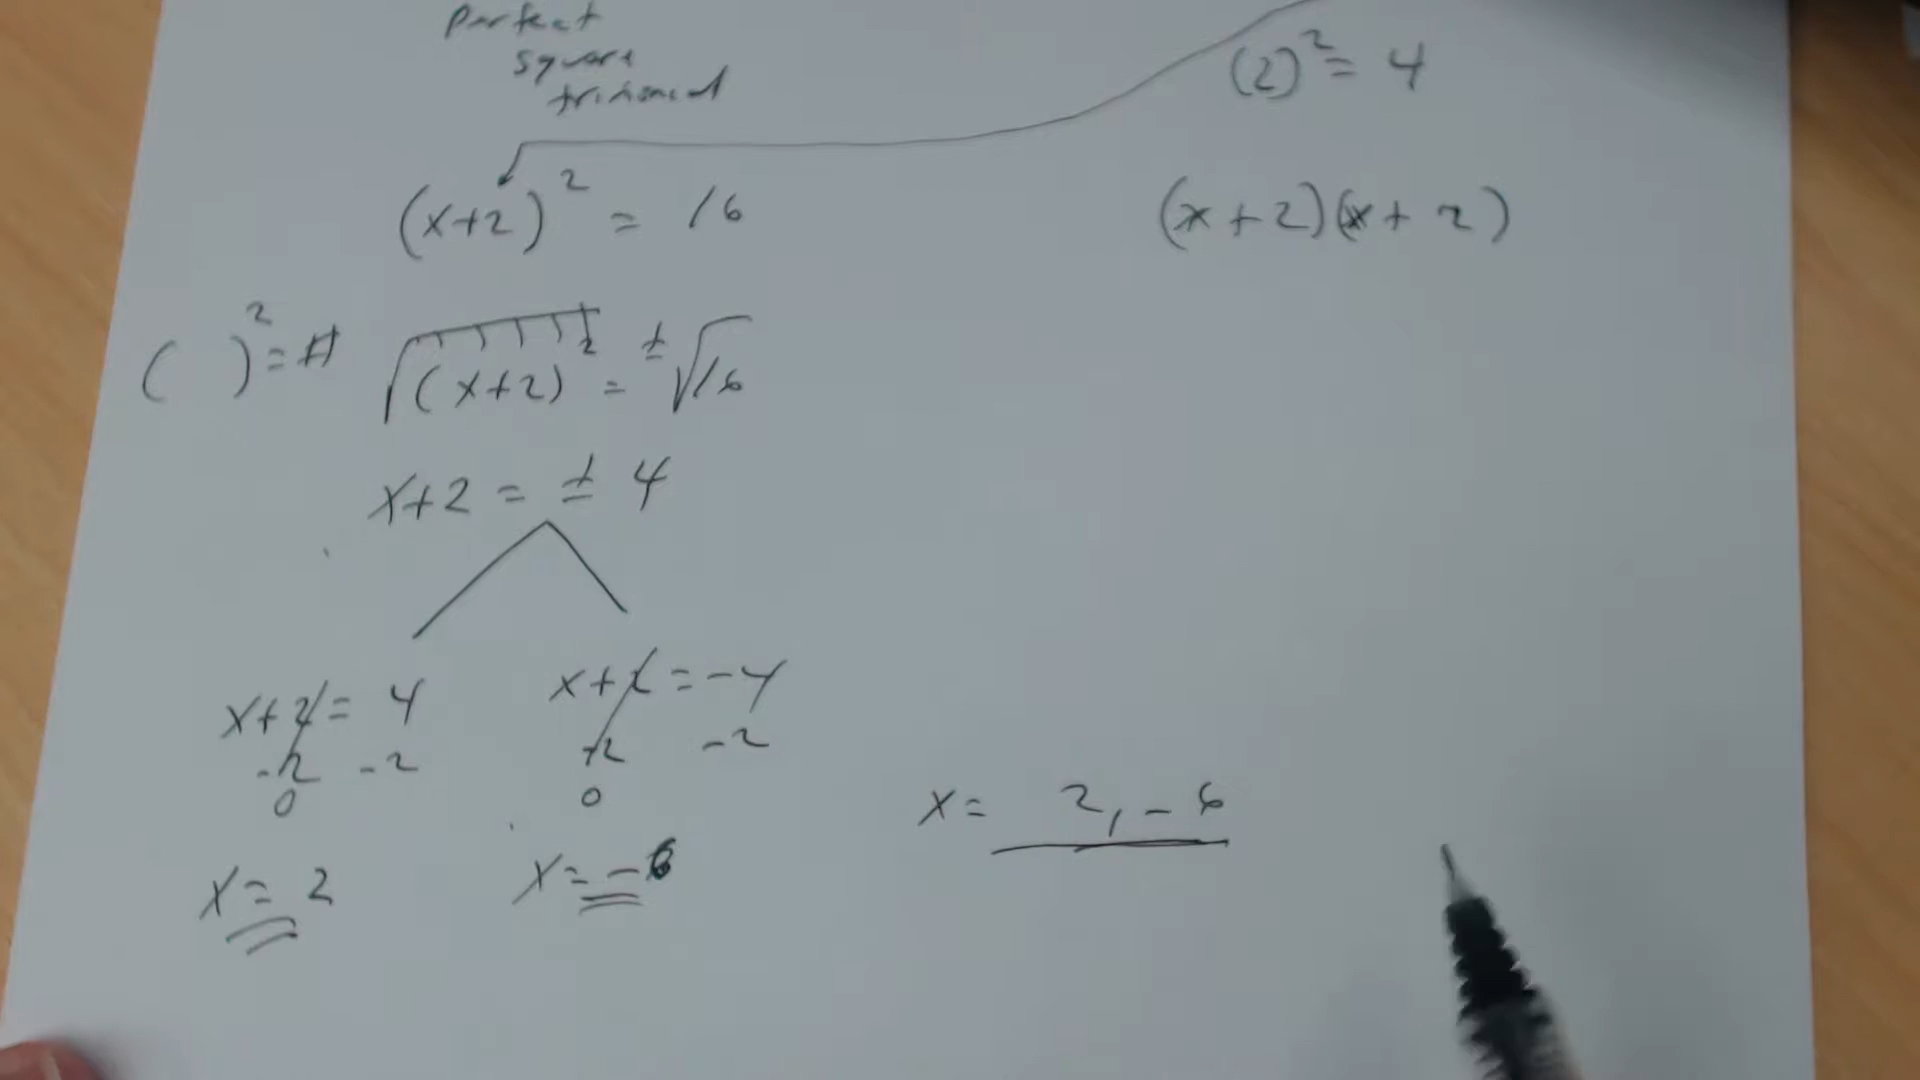 perfect
square
trinomial
(2)² = 4
(x+2)² = 16
(x+2)(x+2)
( )² = #
√(x+2)² = ±√16
x+2 = ± 4
x+2 = 4
-2 -2
0
x = 2
x+2 = -4
-2 -2
0
x = -6
x = 2, -6